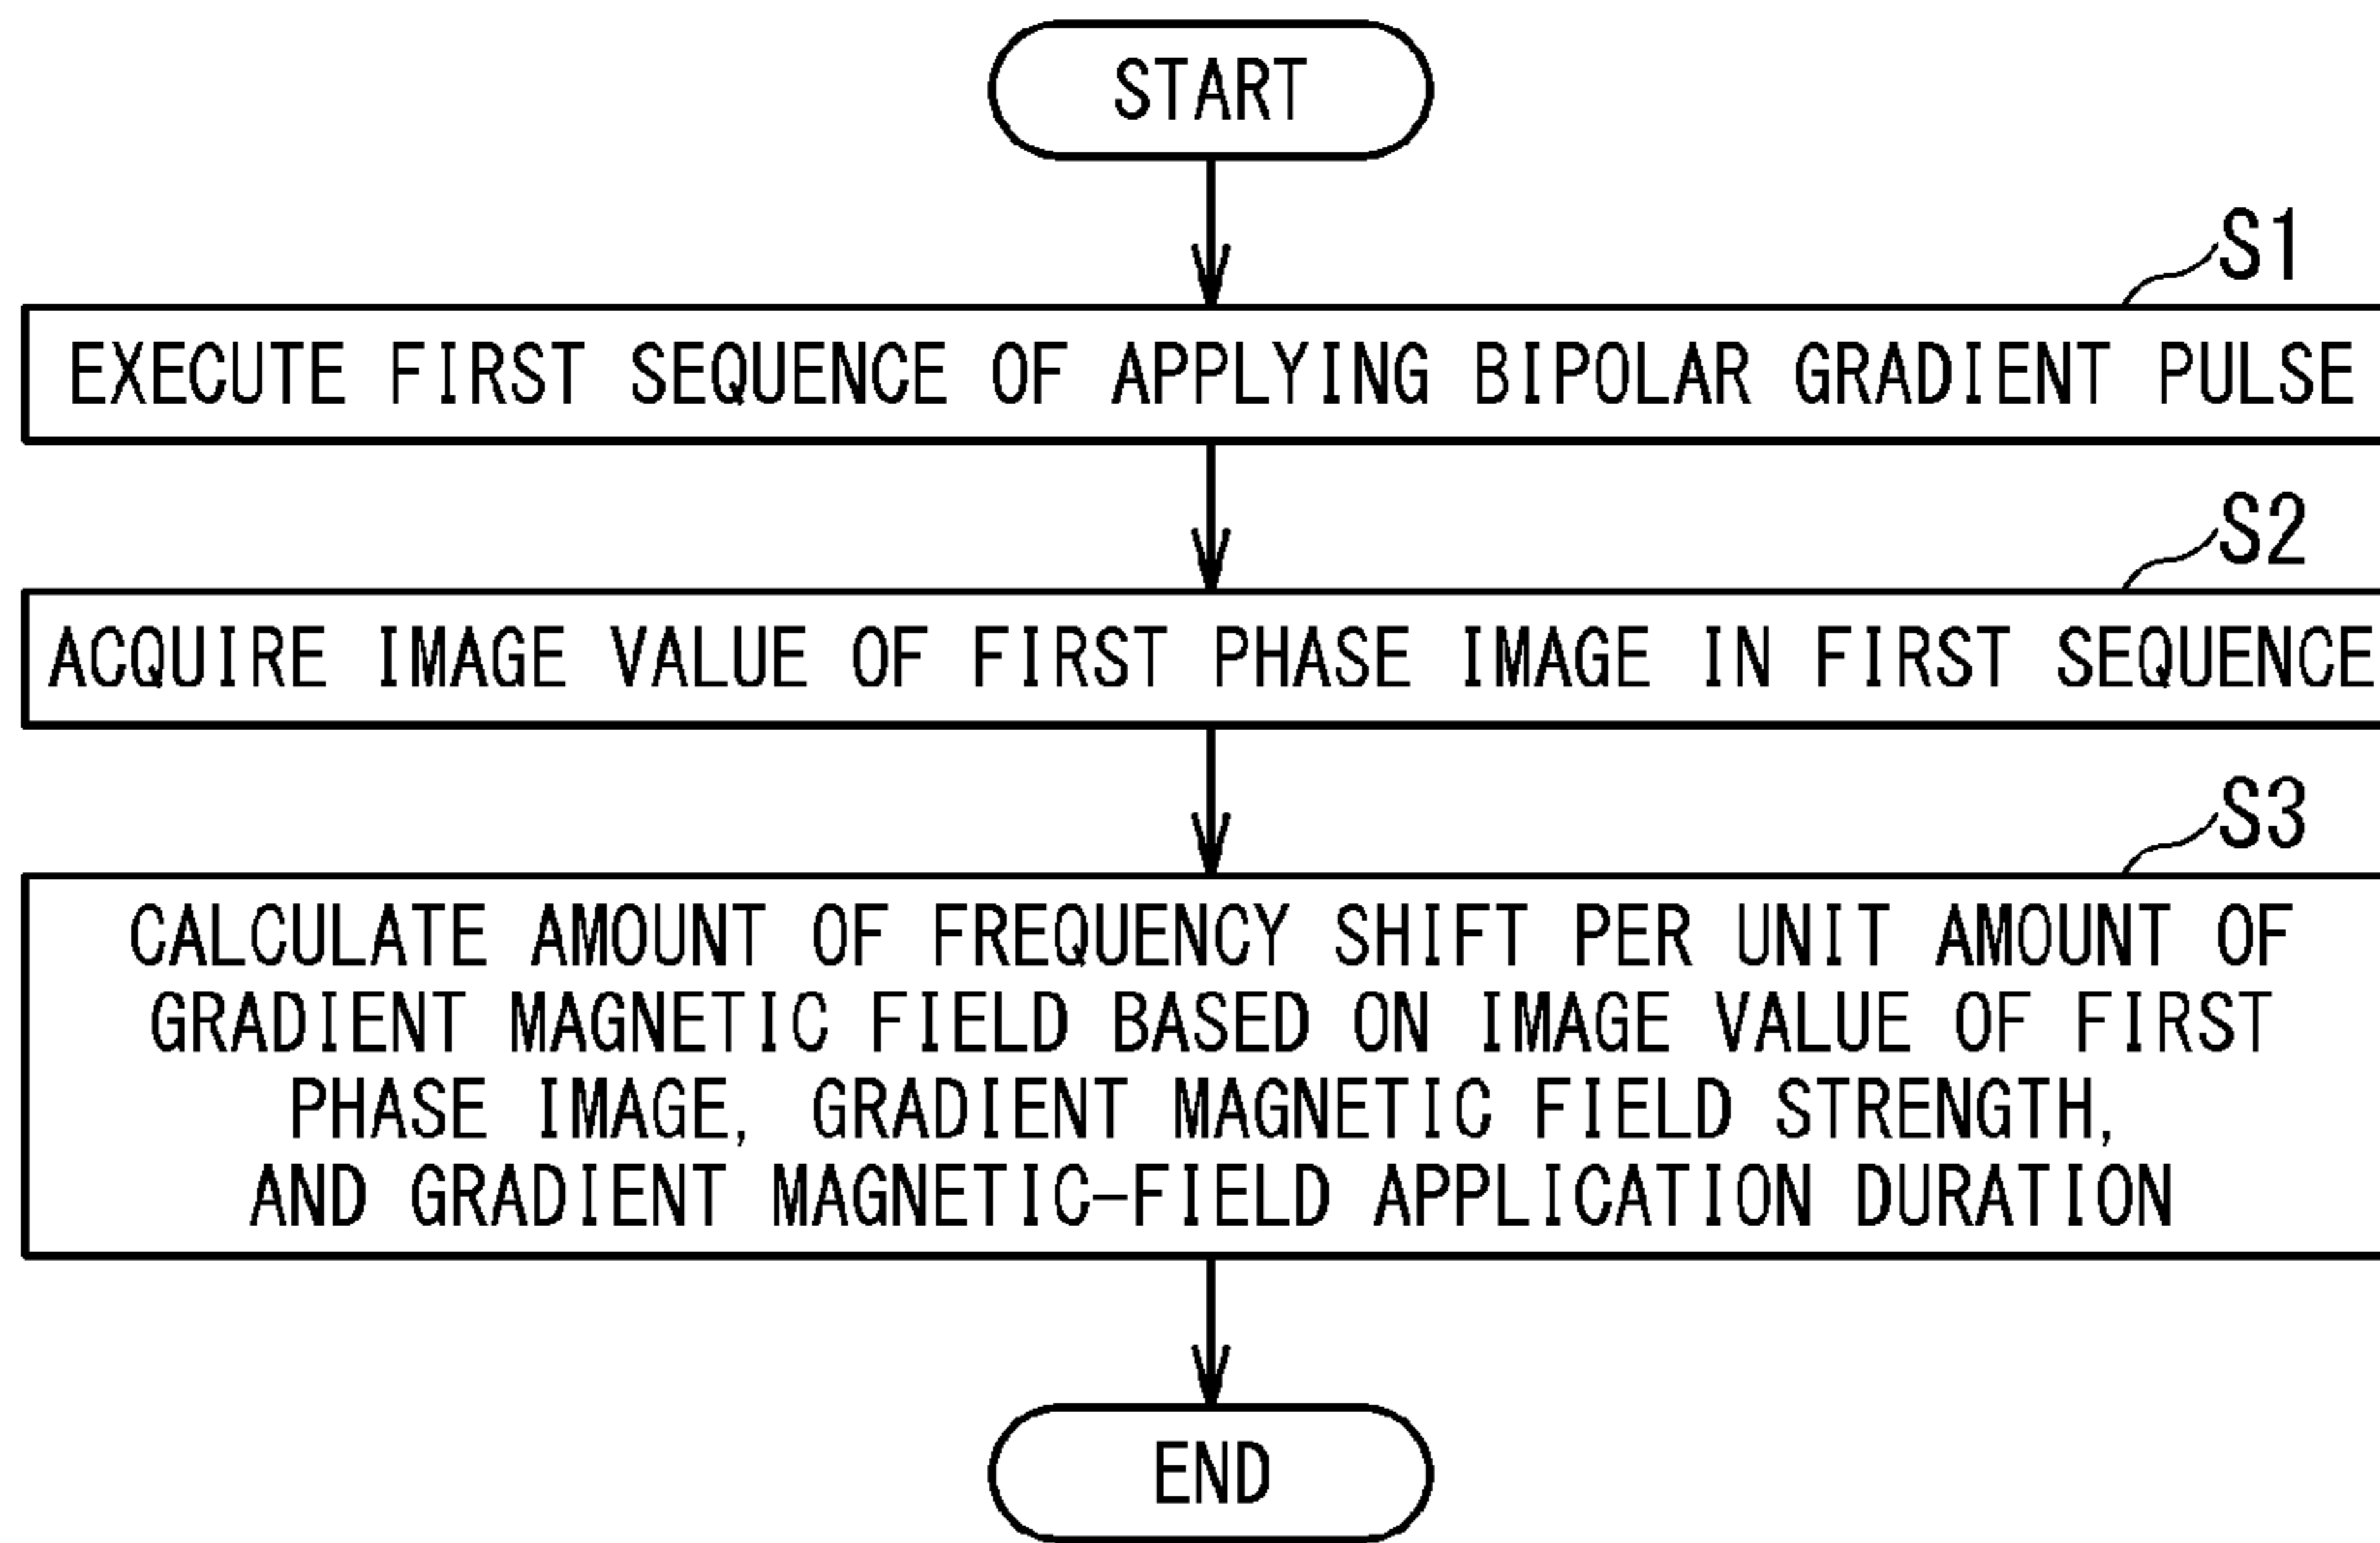 START
S1
EXECUTE FIRST SEQUENCE OF APPLYING BIPOLAR GRADIENT PULSE
S2
ACQUIRE IMAGE VALUE OF FIRST PHASE IMAGE IN FIRST SEQUENCE
S3
CALCULATE AMOUNT OF FREQUENCY SHIFT PER UNIT AMOUNT OF
GRADIENT MAGNETIC FIELD BASED ON IMAGE VALUE OF FIRST
PHASE IMAGE, GRADIENT MAGNETIC FIELD STRENGTH,
AND GRADIENT MAGNETIC-FIELD APPLICATION DURATION
END